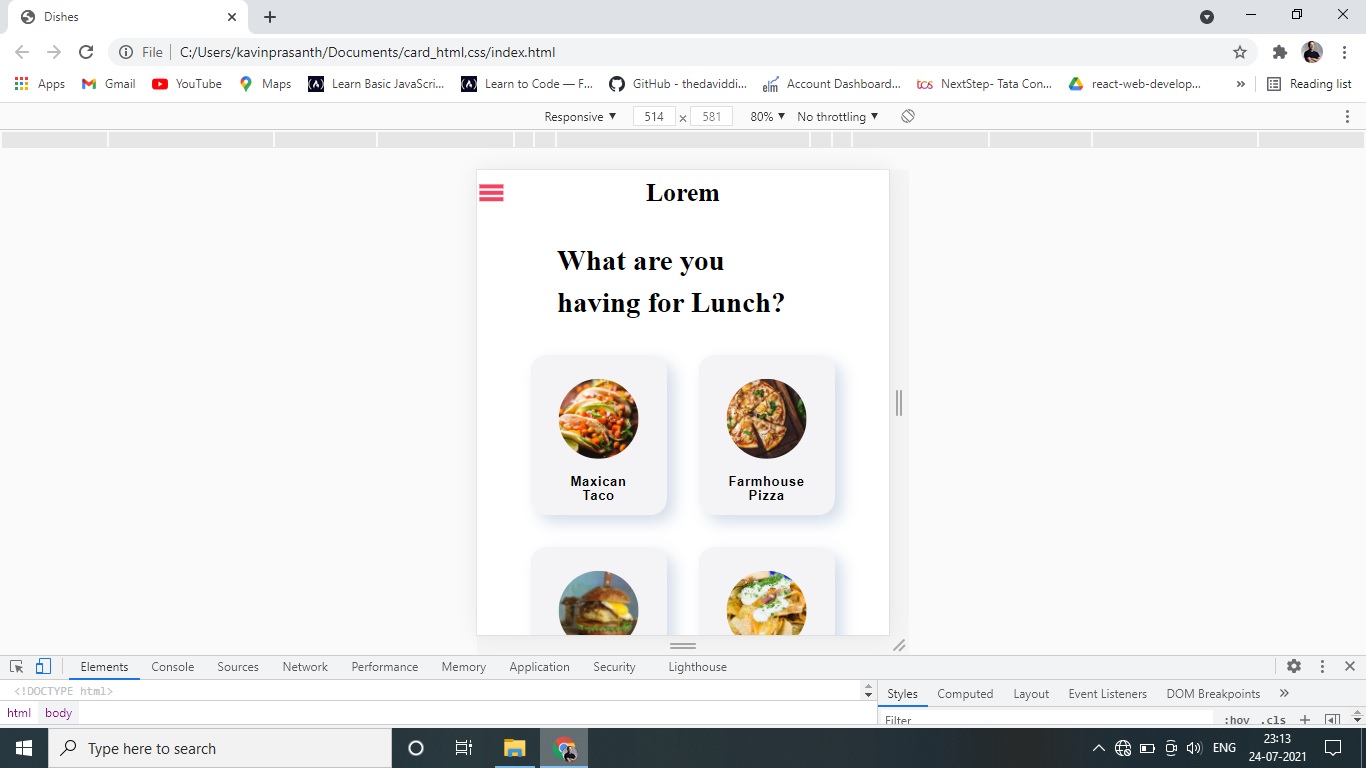 Dishes
File | C:/Users/kavinprasanth/Documents/card_html,css/index.html
Apps Gmail YouTube Maps Learn Basic JavaScri... Learn to Code — F... GitHub - thedaviddi... elm Account Dashboard... tcs NextStep- Tata Con... react-web-develop... » Reading list
Responsive ▼ 514 × 581 80% ▼ No throttling ▼
Lorem
What are you
having for Lunch?
Maxican
Taco
Farmhouse
Pizza
Elements Console Sources Network Performance Memory Application Security Lighthouse
<!DOCTYPE html>
html body
Styles Computed Layout Event Listeners DOM Breakpoints »
Filter :hov .cls +
Type here to search
ENG
23:13
24-07-2021